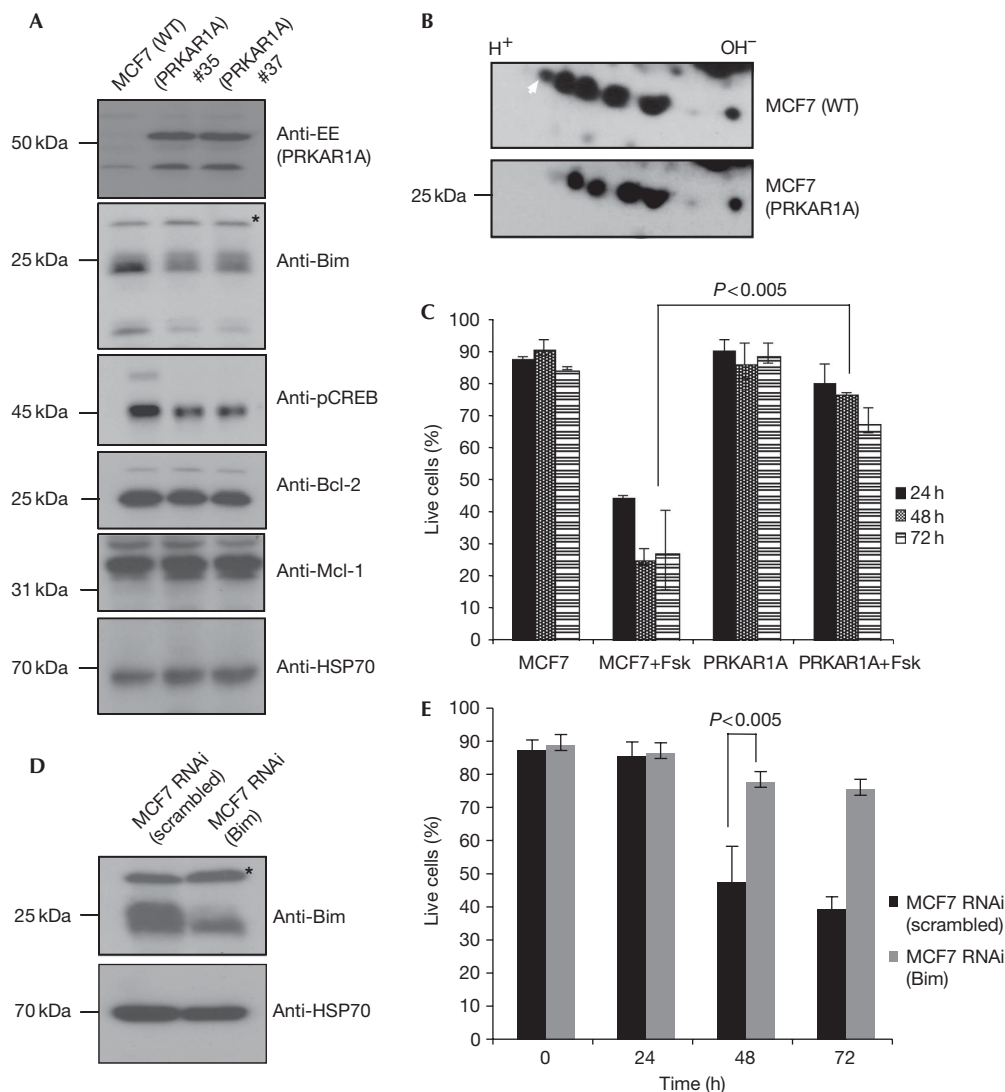 A
MCF7 (WT)
(PRKAR1A)
#35
(PRKAR1A)
#37
50 kDa
Anti-EE
(PRKAR1A)
*
25 kDa
Anti-Bim
45 kDa
Anti-pCREB
25 kDa
Anti-Bcl-2
31 kDa
Anti-Mcl-1
70 kDa
Anti-HSP70
B
H+
OH−
MCF7 (WT)
25 kDa
MCF7
(PRKAR1A)
C
P<0.005
100
90
80
70
60
50
40
30
20
10
0
Live cells (%)
24 h
48 h
72 h
MCF7
MCF7+Fsk
PRKAR1A
PRKAR1A+Fsk
D
MCF7 RNAi
(scrambled)
MCF7 RNAi
(Bim)
*
25 kDa
Anti-Bim
70 kDa
Anti-HSP70
E
P<0.005
100
90
80
70
60
50
40
30
20
10
0
Live cells (%)
MCF7 RNAi
(scrambled)
MCF7 RNAi
(Bim)
0
24
48
72
Time (h)